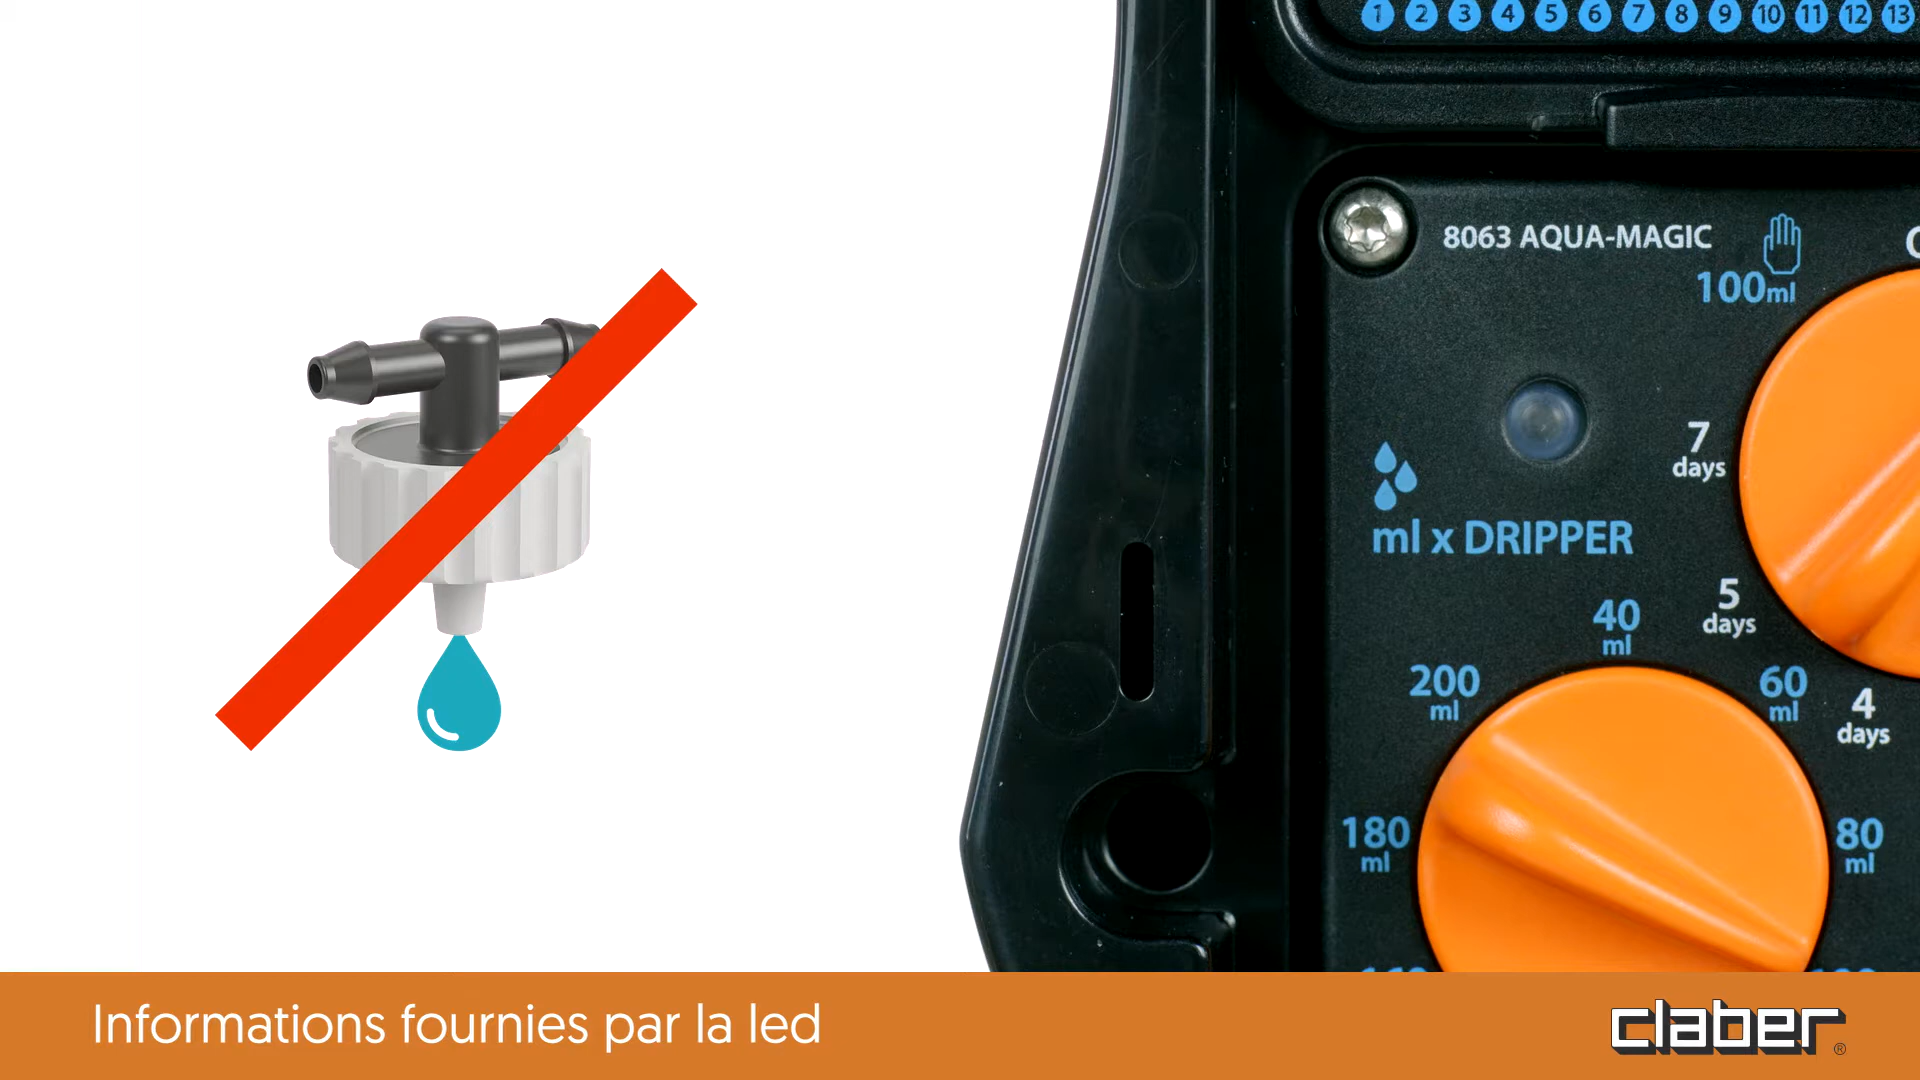 1 2 3 4 5 6 7 8 9 10 11 12 13
8063 AQUA-MAGIC
100ml
7
days
ml x DRIPPER
5
days
40
ml
200
ml
60
ml
4
days
180
ml
80
ml
Informations fournies par la led
claber®